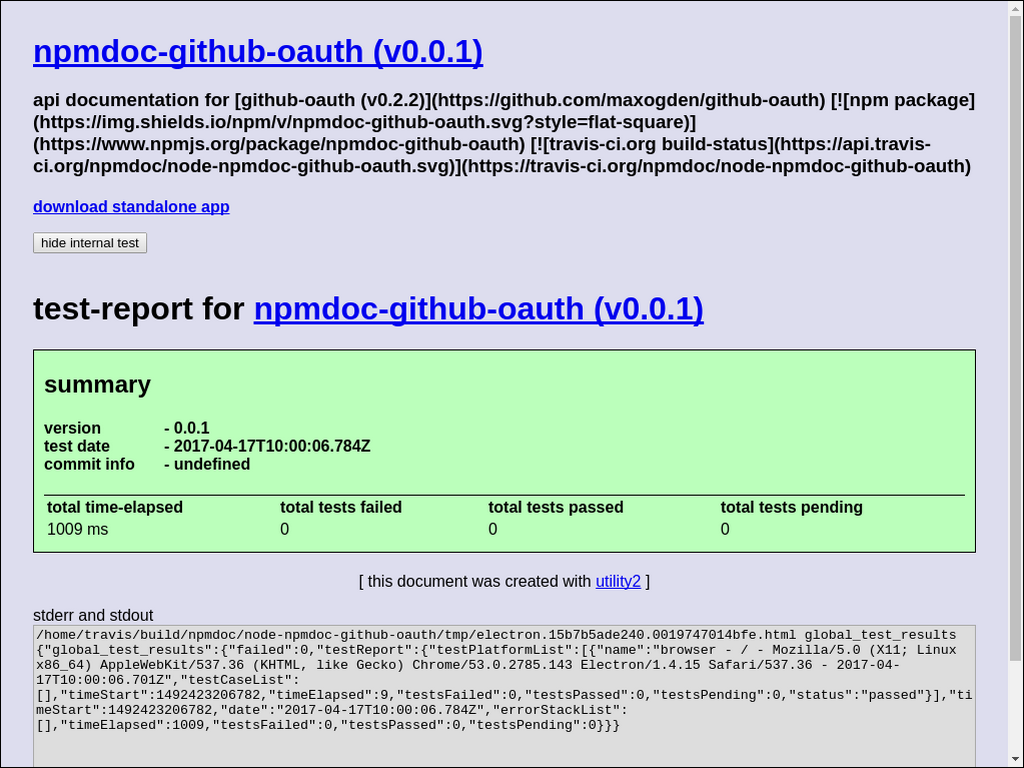 npmdoc-github-oauth (v0.0.1)
api documentation for [github-oauth (v0.2.2)](https://github.com/maxogden/github-oauth) [![npm package]
(https://img.shields.io/npm/v/npmdoc-github-oauth.svg?style=flat-square)]
(https://www.npmjs.org/package/npmdoc-github-oauth) [![travis-ci.org build-status](https://api.travis-
ci.org/npmdoc/node-npmdoc-github-oauth.svg)](https://travis-ci.org/npmdoc/node-npmdoc-github-oauth)
download standalone app
hide internal test
test-report for npmdoc-github-oauth (v0.0.1)
summary
version - 0.0.1
test date - 2017-04-17T10:00:06.784Z
commit info - undefined
total time-elapsed total tests failed total tests passed total tests pending
1009 ms 0 0 0
[ this document was created with utility2 ]
stderr and stdout
/home/travis/build/npmdoc/node-npmdoc-github-oauth/tmp/electron.15b7b5ade240.0019747014bfe.html global_test_results
{"global_test_results":{"failed":0,"testReport":{"testPlatformList":[{"name":"browser - / - Mozilla/5.0 (X11; Linux
x86_64) AppleWebKit/537.36 (KHTML, like Gecko) Chrome/53.0.2785.143 Electron/1.4.15 Safari/537.36 - 2017-04-
17T10:00:06.701Z","testCaseList":
[],"timeStart":1492423206782,"timeElapsed":9,"testsFailed":0,"testsPassed":0,"testsPending":0,"status":"passed"}],"ti
meStart":1492423206782,"date":"2017-04-17T10:00:06.784Z","errorStackList":
[],"timeElapsed":1009,"testsFailed":0,"testsPassed":0,"testsPending":0}}}